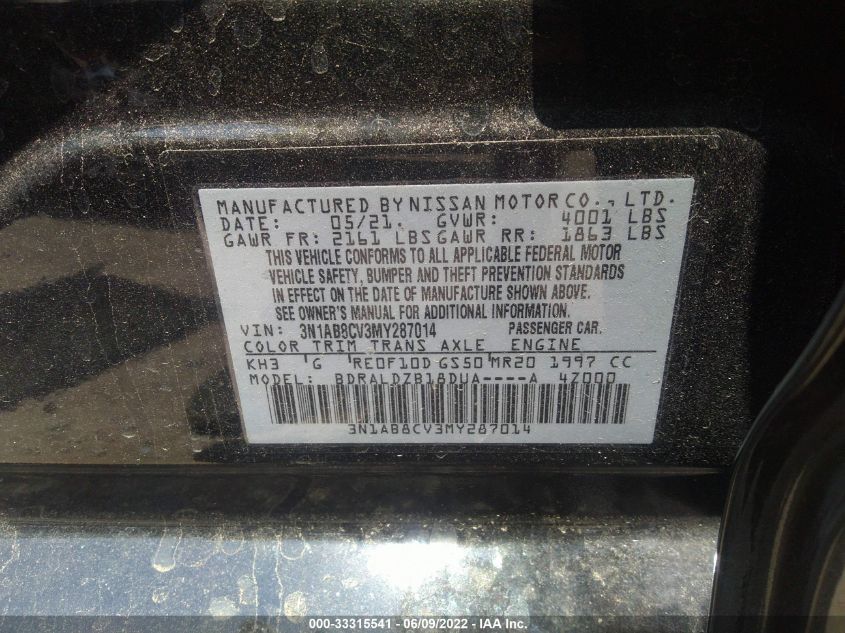 MANUFACTURED BY NISSAN MOTOR CO., LTD.
DATE: 05/21. GVWR: 4001 LBS
GAWR FR: 2161 LBS GAWR RR: 1863 LBS
THIS VEHICLE CONFORMS TO ALL APPLICABLE FEDERAL MOTOR
VEHICLE SAFETY, BUMPER AND THEFT PREVENTION STANDARDS
IN EFFECT ON THE DATE OF MANUFACTURE SHOWN ABOVE.
SEE OWNER'S MANUAL FOR ADDITIONAL INFORMATION.
VIN: 3N1AB8CV3MY287014 PASSENGER CAR.
COLOR TRIM TRANS AXLE ENGINE
KH3 'G RE0F10D GS50 MR20 1997 CC
MODEL: BDRALDZB18DUA----A 47000
3N1AB8CV3MY287014
000-33315541 - 06/09/2022 - IAA Inc.